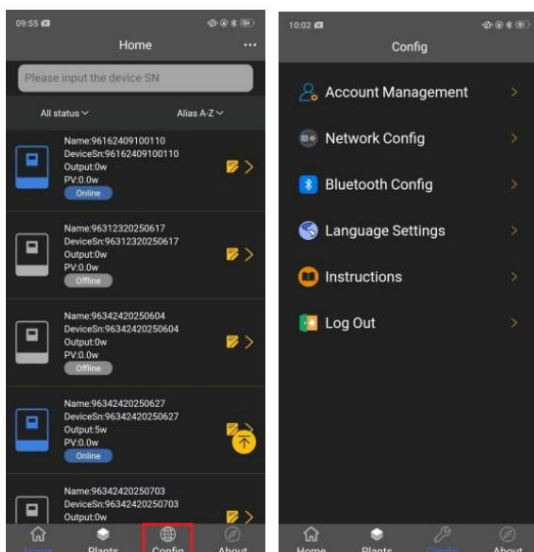 09:55
Home
Please input the device SN
All status
Alias A-Z
Name:96162409100110
DeviceSn:96162409100110
Output:0w
PV:0.0w
Online
Name:96312320250617
DeviceSn:96312320250617
Output:0w
PV:0.0w
Offline
Name:96342420250604
DeviceSn:96342420250604
Output:0w
PV:0.0w
Offline
Name:96342420250627
DeviceSn:96342420250627
Output:5w
PV:0.0w
Online
Name:96342420250703
DeviceSn:96342420250703
Output:0w
Home Plants Config About
10:02
Config
Account Management
Network Config
Bluetooth Config
Language Settings
Instructions
Log Out
Home Plants Config About